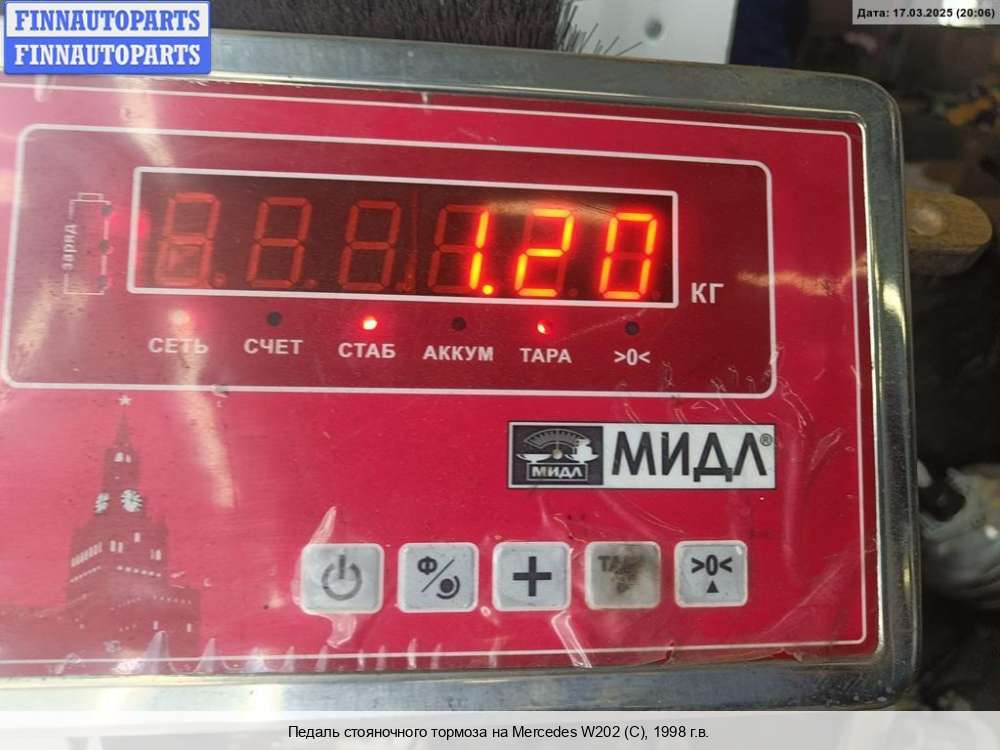 FINNAUTOPARTS
FINNAUTOPARTS
Дата: 17.03.2025 (20:06)
заряд
1.20
КГ
СЕТЬ СЧЕТ СТАБ АККУМ ТАРА >0<
МИДЛ МИДЛ®
Ф/ + >0<
Педаль стояночного тормоза на Mercedes W202 (C), 1998 г.в.